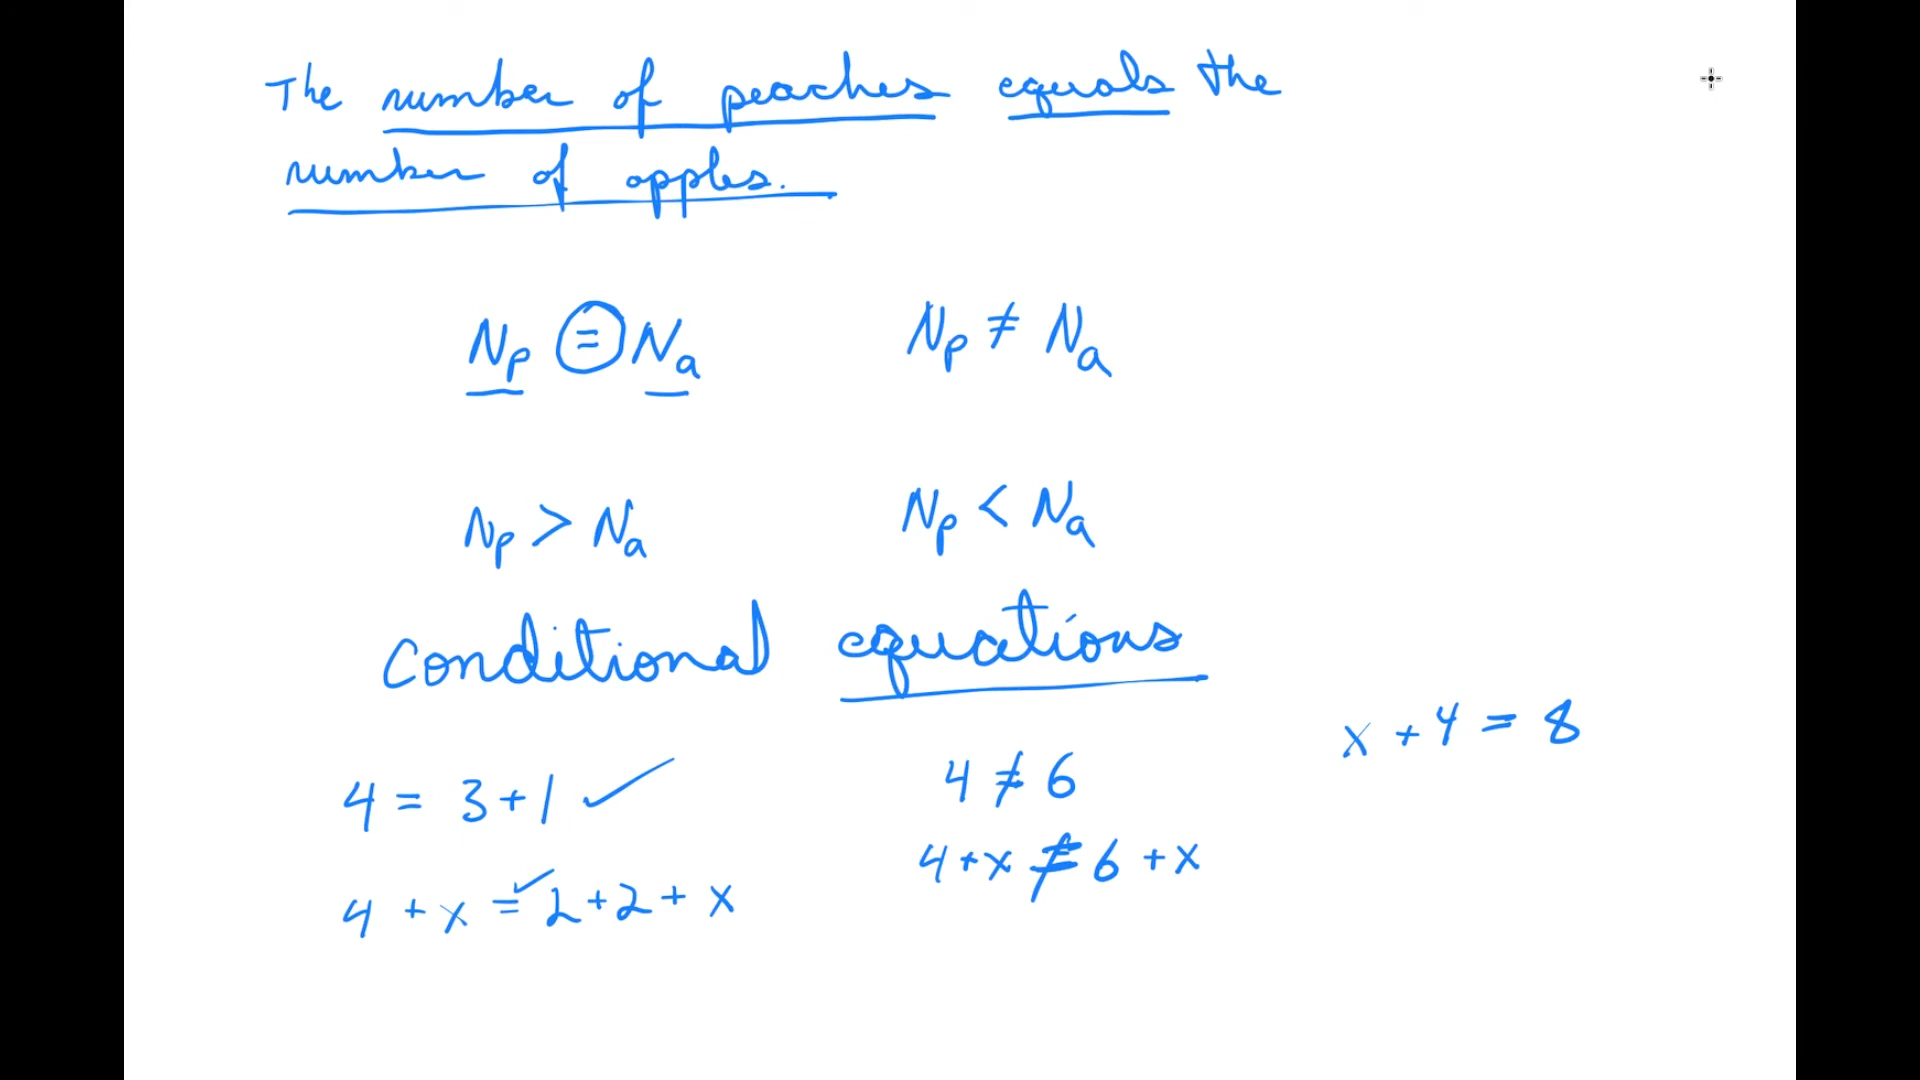 The number of peaches equals the
number of apples.
Np = Na
Np ≠ Na
Np > Na
Np < Na
Conditional equations
4 = 3 + 1 ✓
4 ≠ 6
x + 4 = 8
4 + x = 2 + 2 + x
4 + x ≠ 6 + x